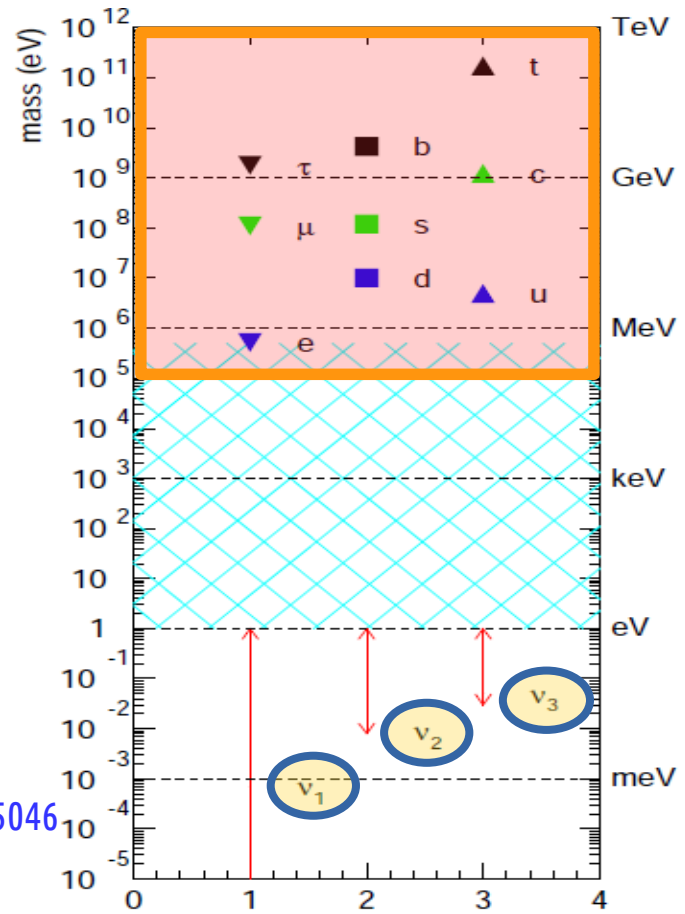 mass (eV)
10 12 TeV
10 11 t
10 10 b
10 9 τ c GeV
10 8 μ s
10 7 d u
10 6 MeV
e
10 5
10 4
10 3 keV
10 2
10
1 eV
10 -1
10 -2 ν3
ν2
10 -3 ν1 meV
5046
10 -4
10 -5
0 1 2 3 4